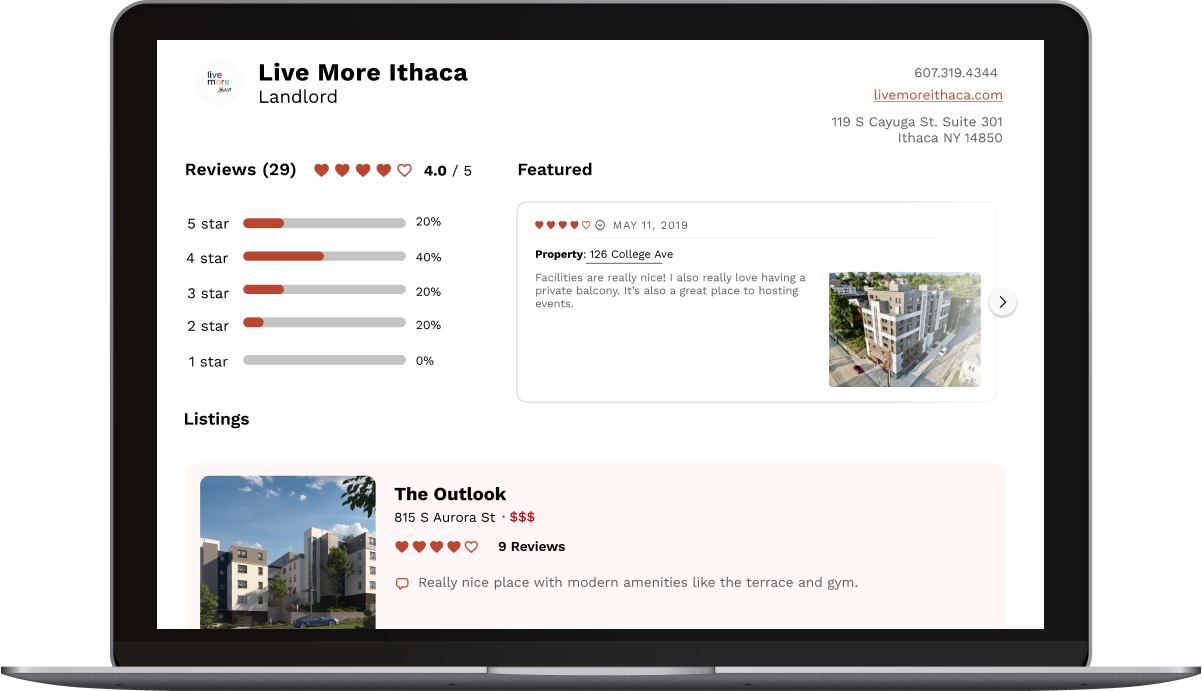 live
more
ithaca
Live More Ithaca
Landlord
607.319.4344
livemoreithaca.com
119 S Cayuga St. Suite 301
Ithaca NY 14850
Reviews (29)
4.0 / 5
5 star
20%
4 star
40%
3 star
20%
2 star
20%
1 star
0%
Featured
MAY 11, 2019
Property: 126 College Ave
Facilities are really nice! I also really love having a
private balcony. It’s also a great place to hosting
events.
Listings
The Outlook
815 S Aurora St · $$$
9 Reviews
Really nice place with modern amenities like the terrace and gym.